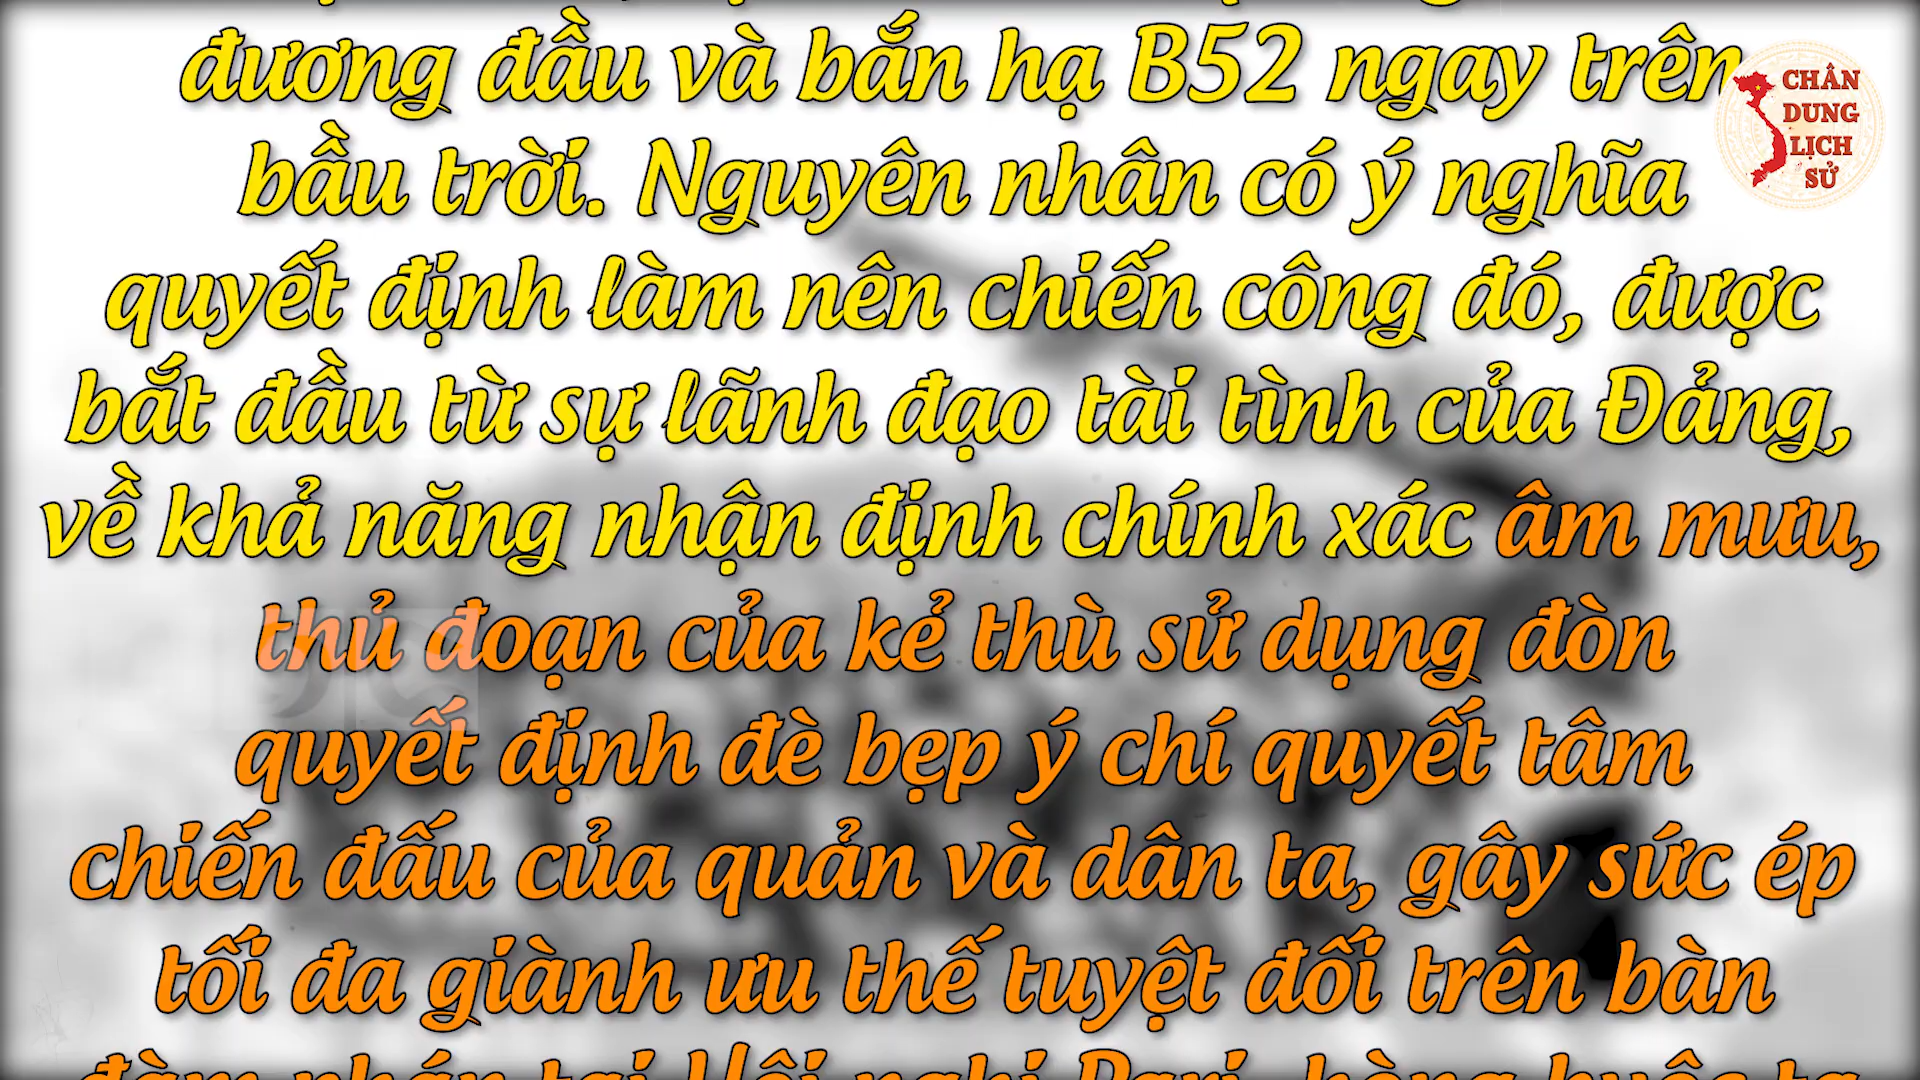 đương đầu và bắn hạ B52 ngay trên
bầu trời. Nguyên nhân có ý nghĩa
quyết định làm nên chiến công đó, được
bắt đầu từ sự lãnh đạo tài tình của Đảng,
về khả năng nhận định chính xác âm mưu,
thủ đoạn của kẻ thù sử dụng đòn
quyết định đè bẹp ý chí quyết tâm
chiến đấu của quản và dân ta, gây sức ép
tối đa giành ưu thế tuyệt đối trên bàn
CHÂN
DUNG
LỊCH
SỬ